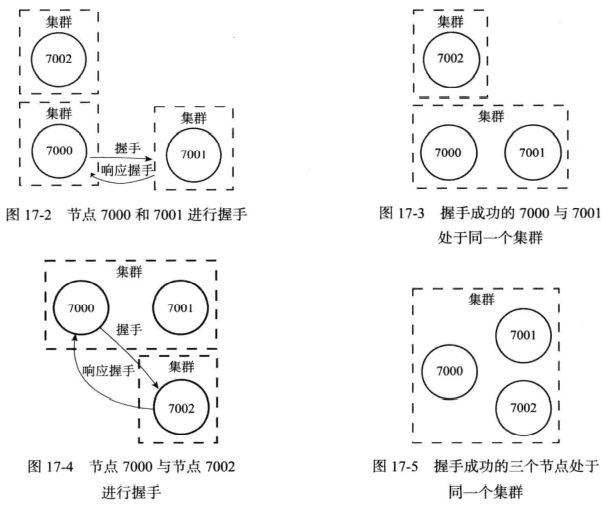 集群
7002
集群
7000
握手
响应握手
集群
7001
图 17-2 节点 7000 和 7001 进行握手
集群
7002
集群
7000
7001
图 17-3 握手成功的 7000 与 7001
处于同一个集群
集群
7000
7001
握手
响应握手
集群
7002
图 17-4 节点 7000 与节点 7002
进行握手
集群
7001
7000
7002
图 17-5 握手成功的三个节点处于
同一个集群